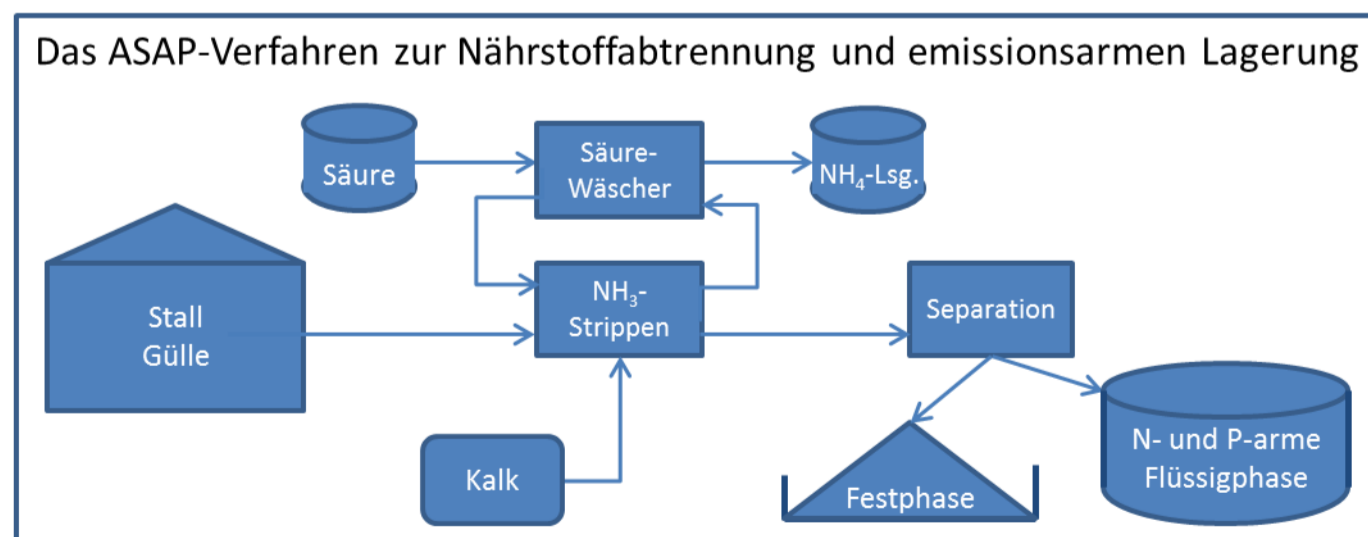 Das ASAP-Verfahren zur Nährstoffabtrennung und emissionsarmen Lagerung
Säure
Säure-
Wäscher
NH₄-Lsg.
Stall
Gülle
NH₃-
Strippen
Separation
Kalk
Festphase
N- und P-arme
Flüssigphase